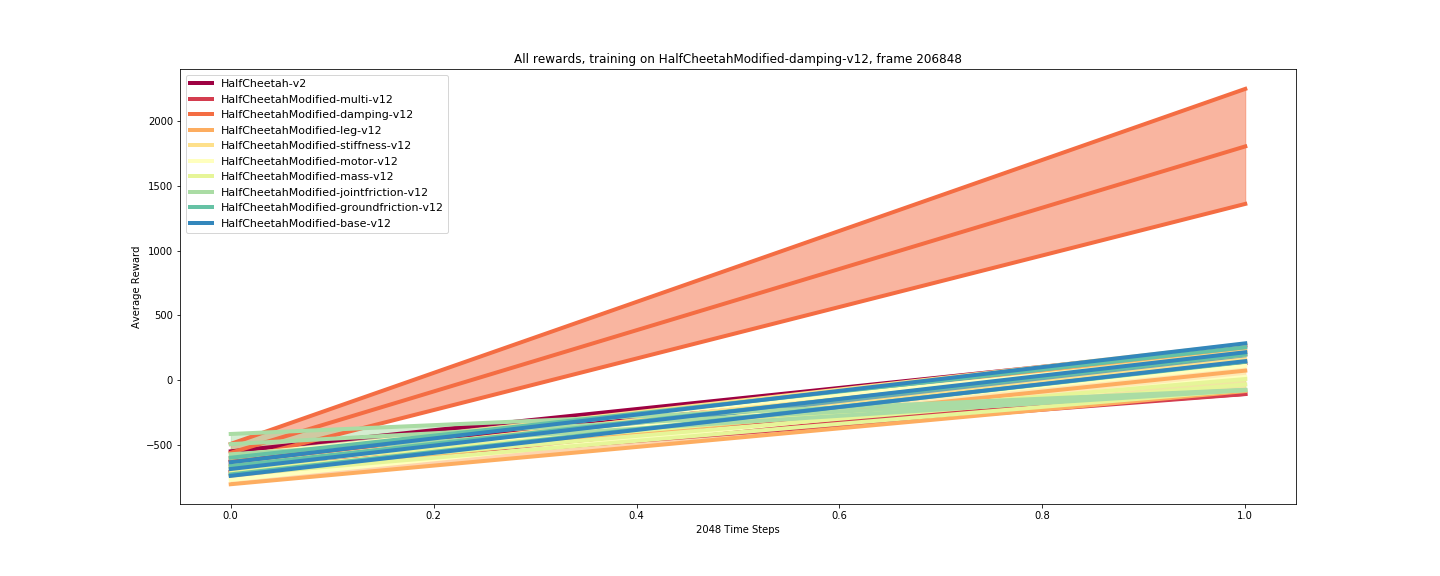 All rewards, training on HalfCheetahModified-damping-v12, frame 206848
HalfCheetah-v2
HalfCheetahModified-multi-v12
HalfCheetahModified-damping-v12
HalfCheetahModified-leg-v12
HalfCheetahModified-stiffness-v12
HalfCheetahModified-motor-v12
HalfCheetahModified-mass-v12
HalfCheetahModified-jointfriction-v12
HalfCheetahModified-groundfriction-v12
HalfCheetahModified-base-v12
Average Reward
2000
1500
1000
500
0
−500
0.0 0.2 0.4 0.6 0.8 1.0
2048 Time Steps